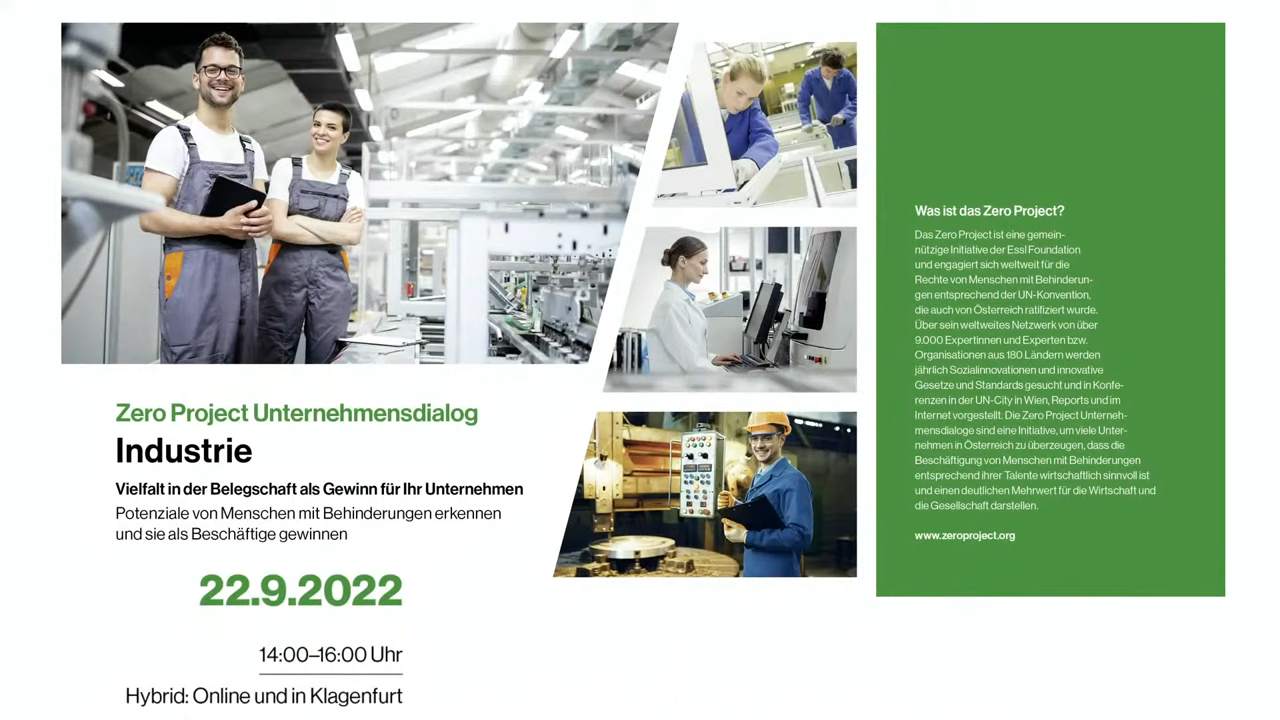 Zero Project Unternehmensdialog
Industrie
Vielfalt in der Belegschaft als Gewinn für Ihr Unternehmen
Potenziale von Menschen mit Behinderungen erkennen
und sie als Beschäftige gewinnen
22.9.2022
14:00–16:00 Uhr
Hybrid: Online und in Klagenfurt
Was ist das Zero Project?
Das Zero Project ist eine gemein-
nützige Initiative der Essl Foundation
und engagiert sich weltweit für die
Rechte von Menschen mit Behinderun-
gen entsprechend der UN-Konvention,
die auch von Österreich ratifiziert wurde.
Über sein weltweites Netzwerk von über
9.000 Expertinnen und Experten bzw.
Organisationen aus 180 Ländern werden
jährlich Sozialinnovationen und innovative
Gesetze und Standards gesucht und in Konfe-
renzen in der UN-City in Wien, Reports und im
Internet vorgestellt. Die Zero Project Unterneh-
mensdialoge sind eine Initiative, um viele Unter-
nehmen in Österreich zu überzeugen, dass die
Beschäftigung von Menschen mit Behinderungen
entsprechend ihrer Talente wirtschaftlich sinnvoll ist
und einen deutlichen Mehrwert für die Wirtschaft und
die Gesellschaft darstellen.
www.zeroproject.org